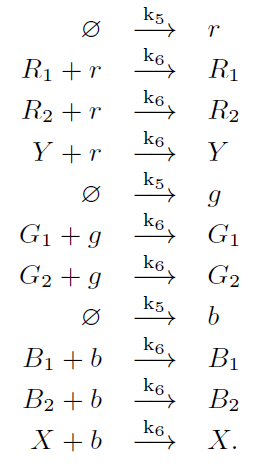 ∅ —k₅→ r
R₁ + r —k₆→ R₁
R₂ + r —k₆→ R₂
Y + r —k₆→ Y
∅ —k₅→ g
G₁ + g —k₆→ G₁
G₂ + g —k₆→ G₂
∅ —k₅→ b
B₁ + b —k₆→ B₁
B₂ + b —k₆→ B₂
X + b —k₆→ X.